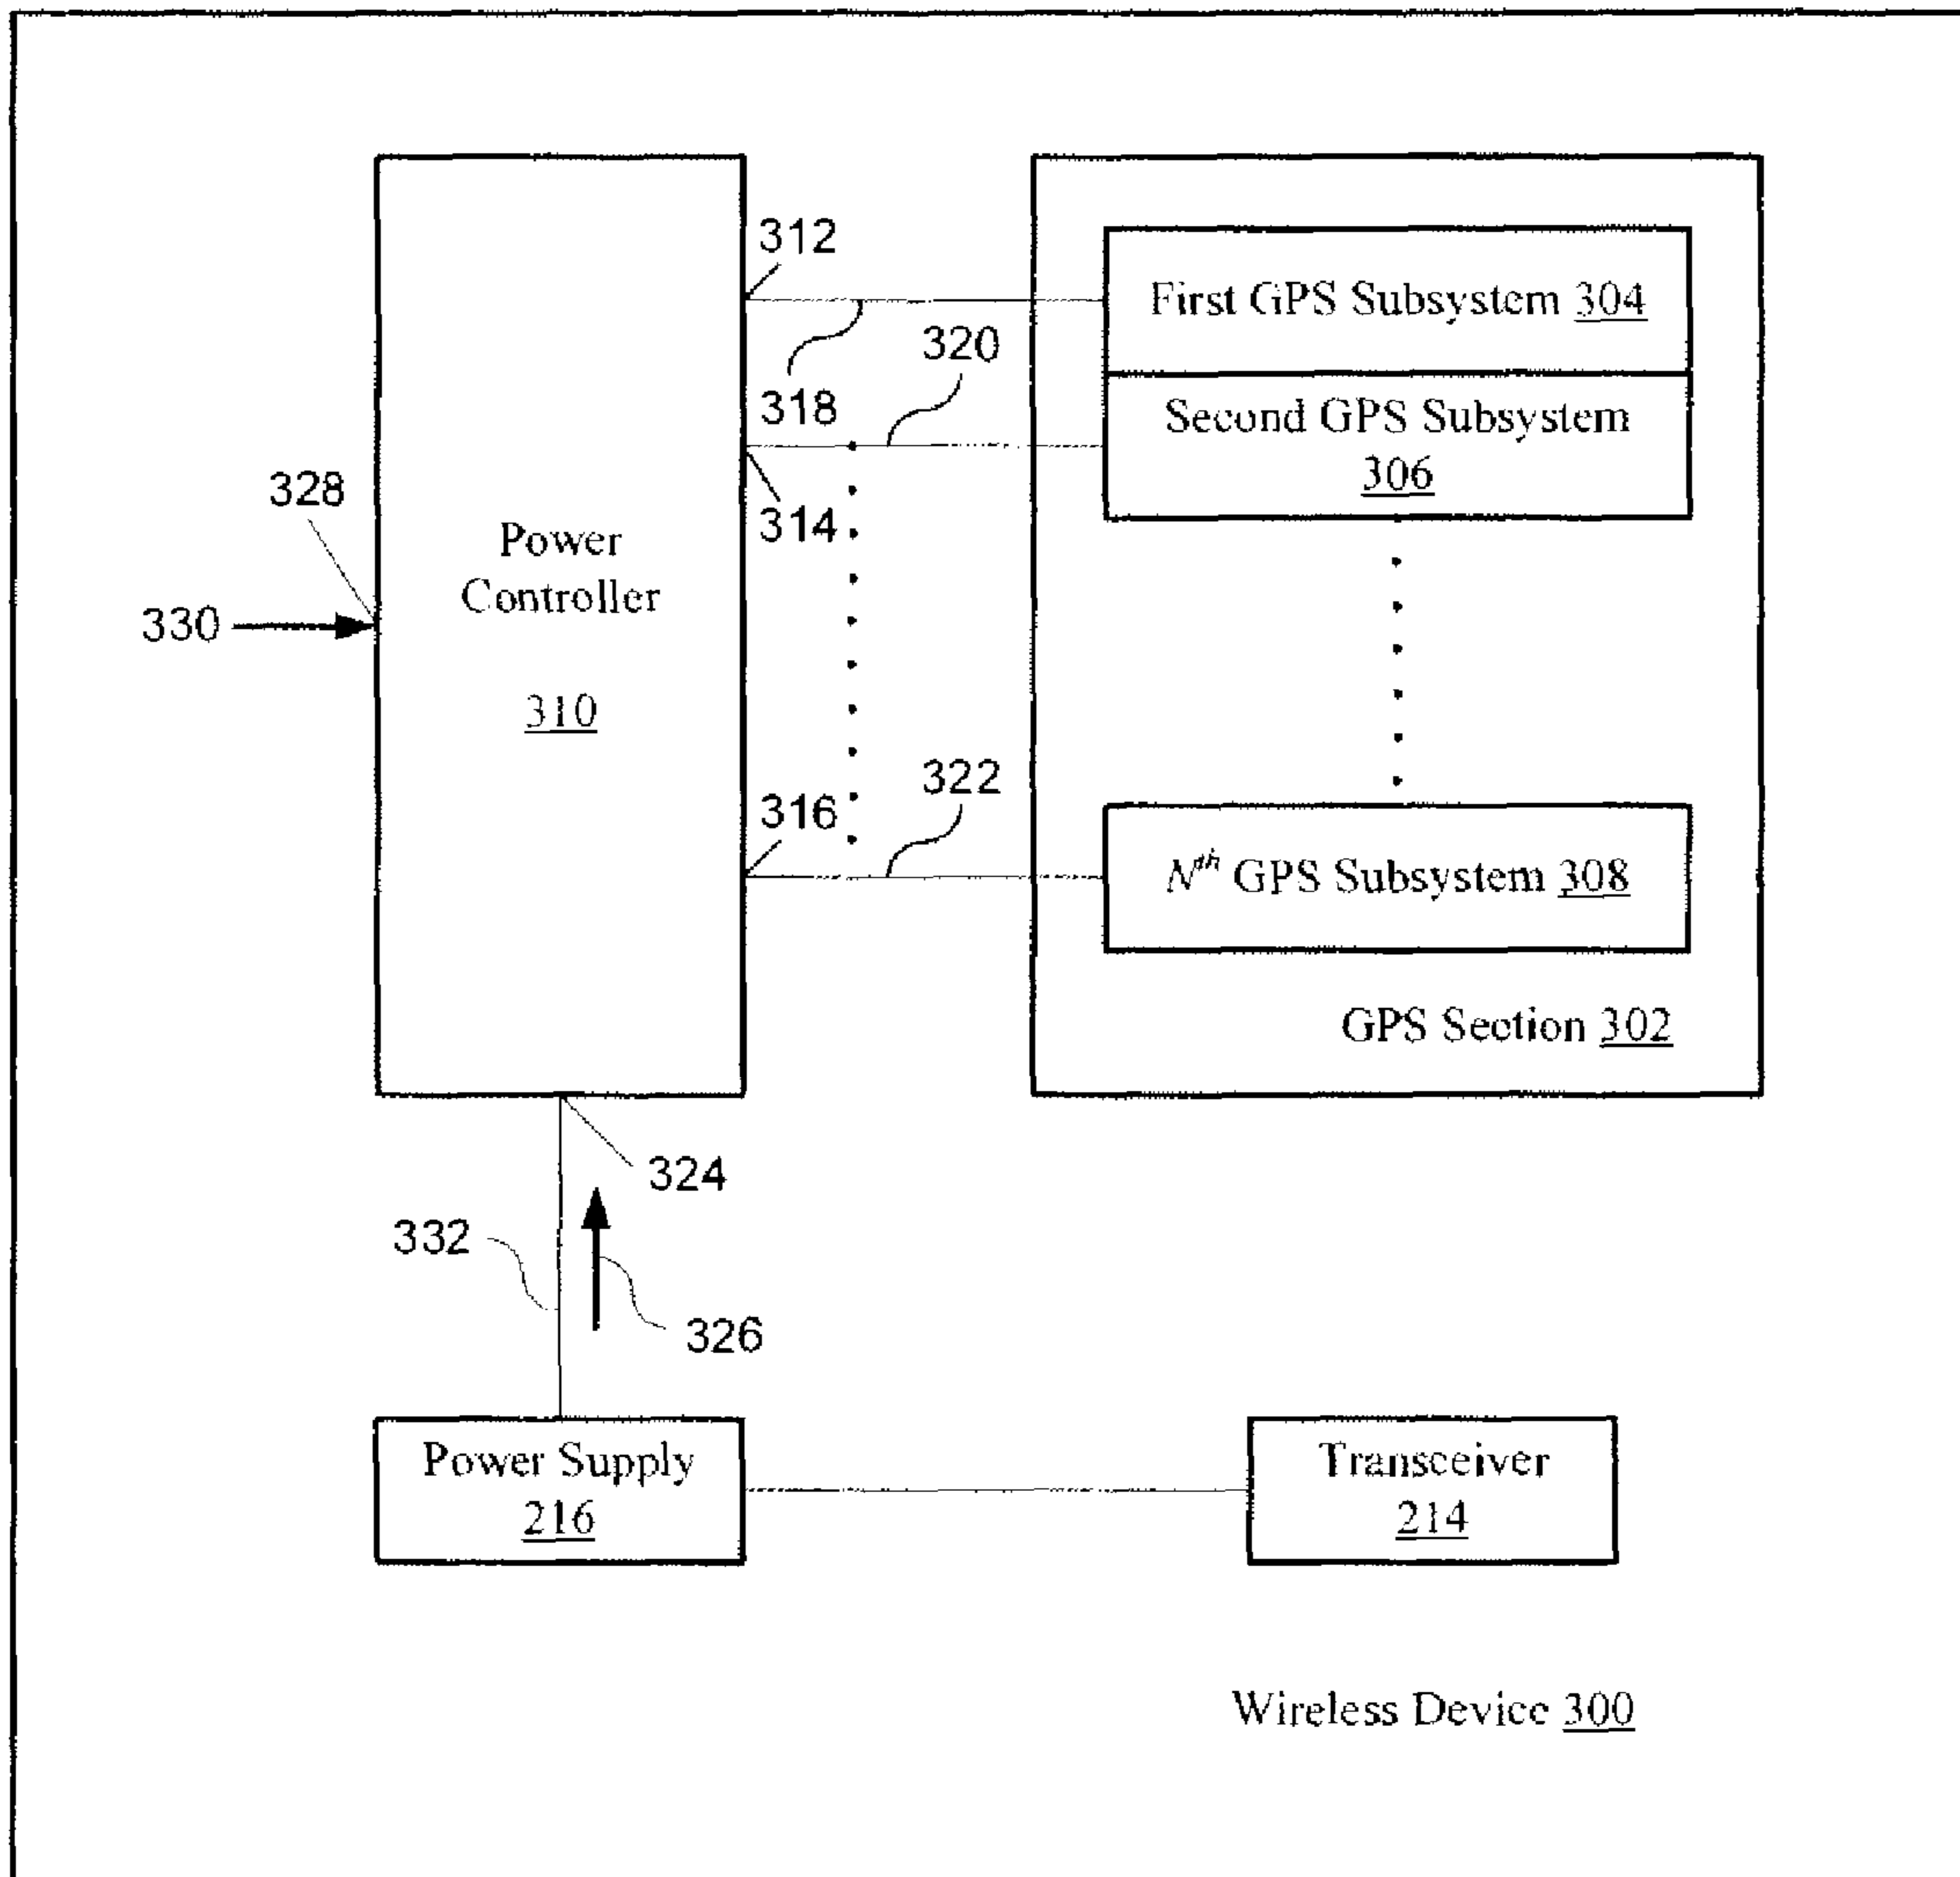 312
First GPS Subsystem 304
320
318
Second GPS Subsystem
306
328
314
Power
Controller
330
310
322
316
Nth GPS Subsystem 308
GPS Section 302
324
332
326
Power Supply
216
Transceiver
214
Wireless Device 300